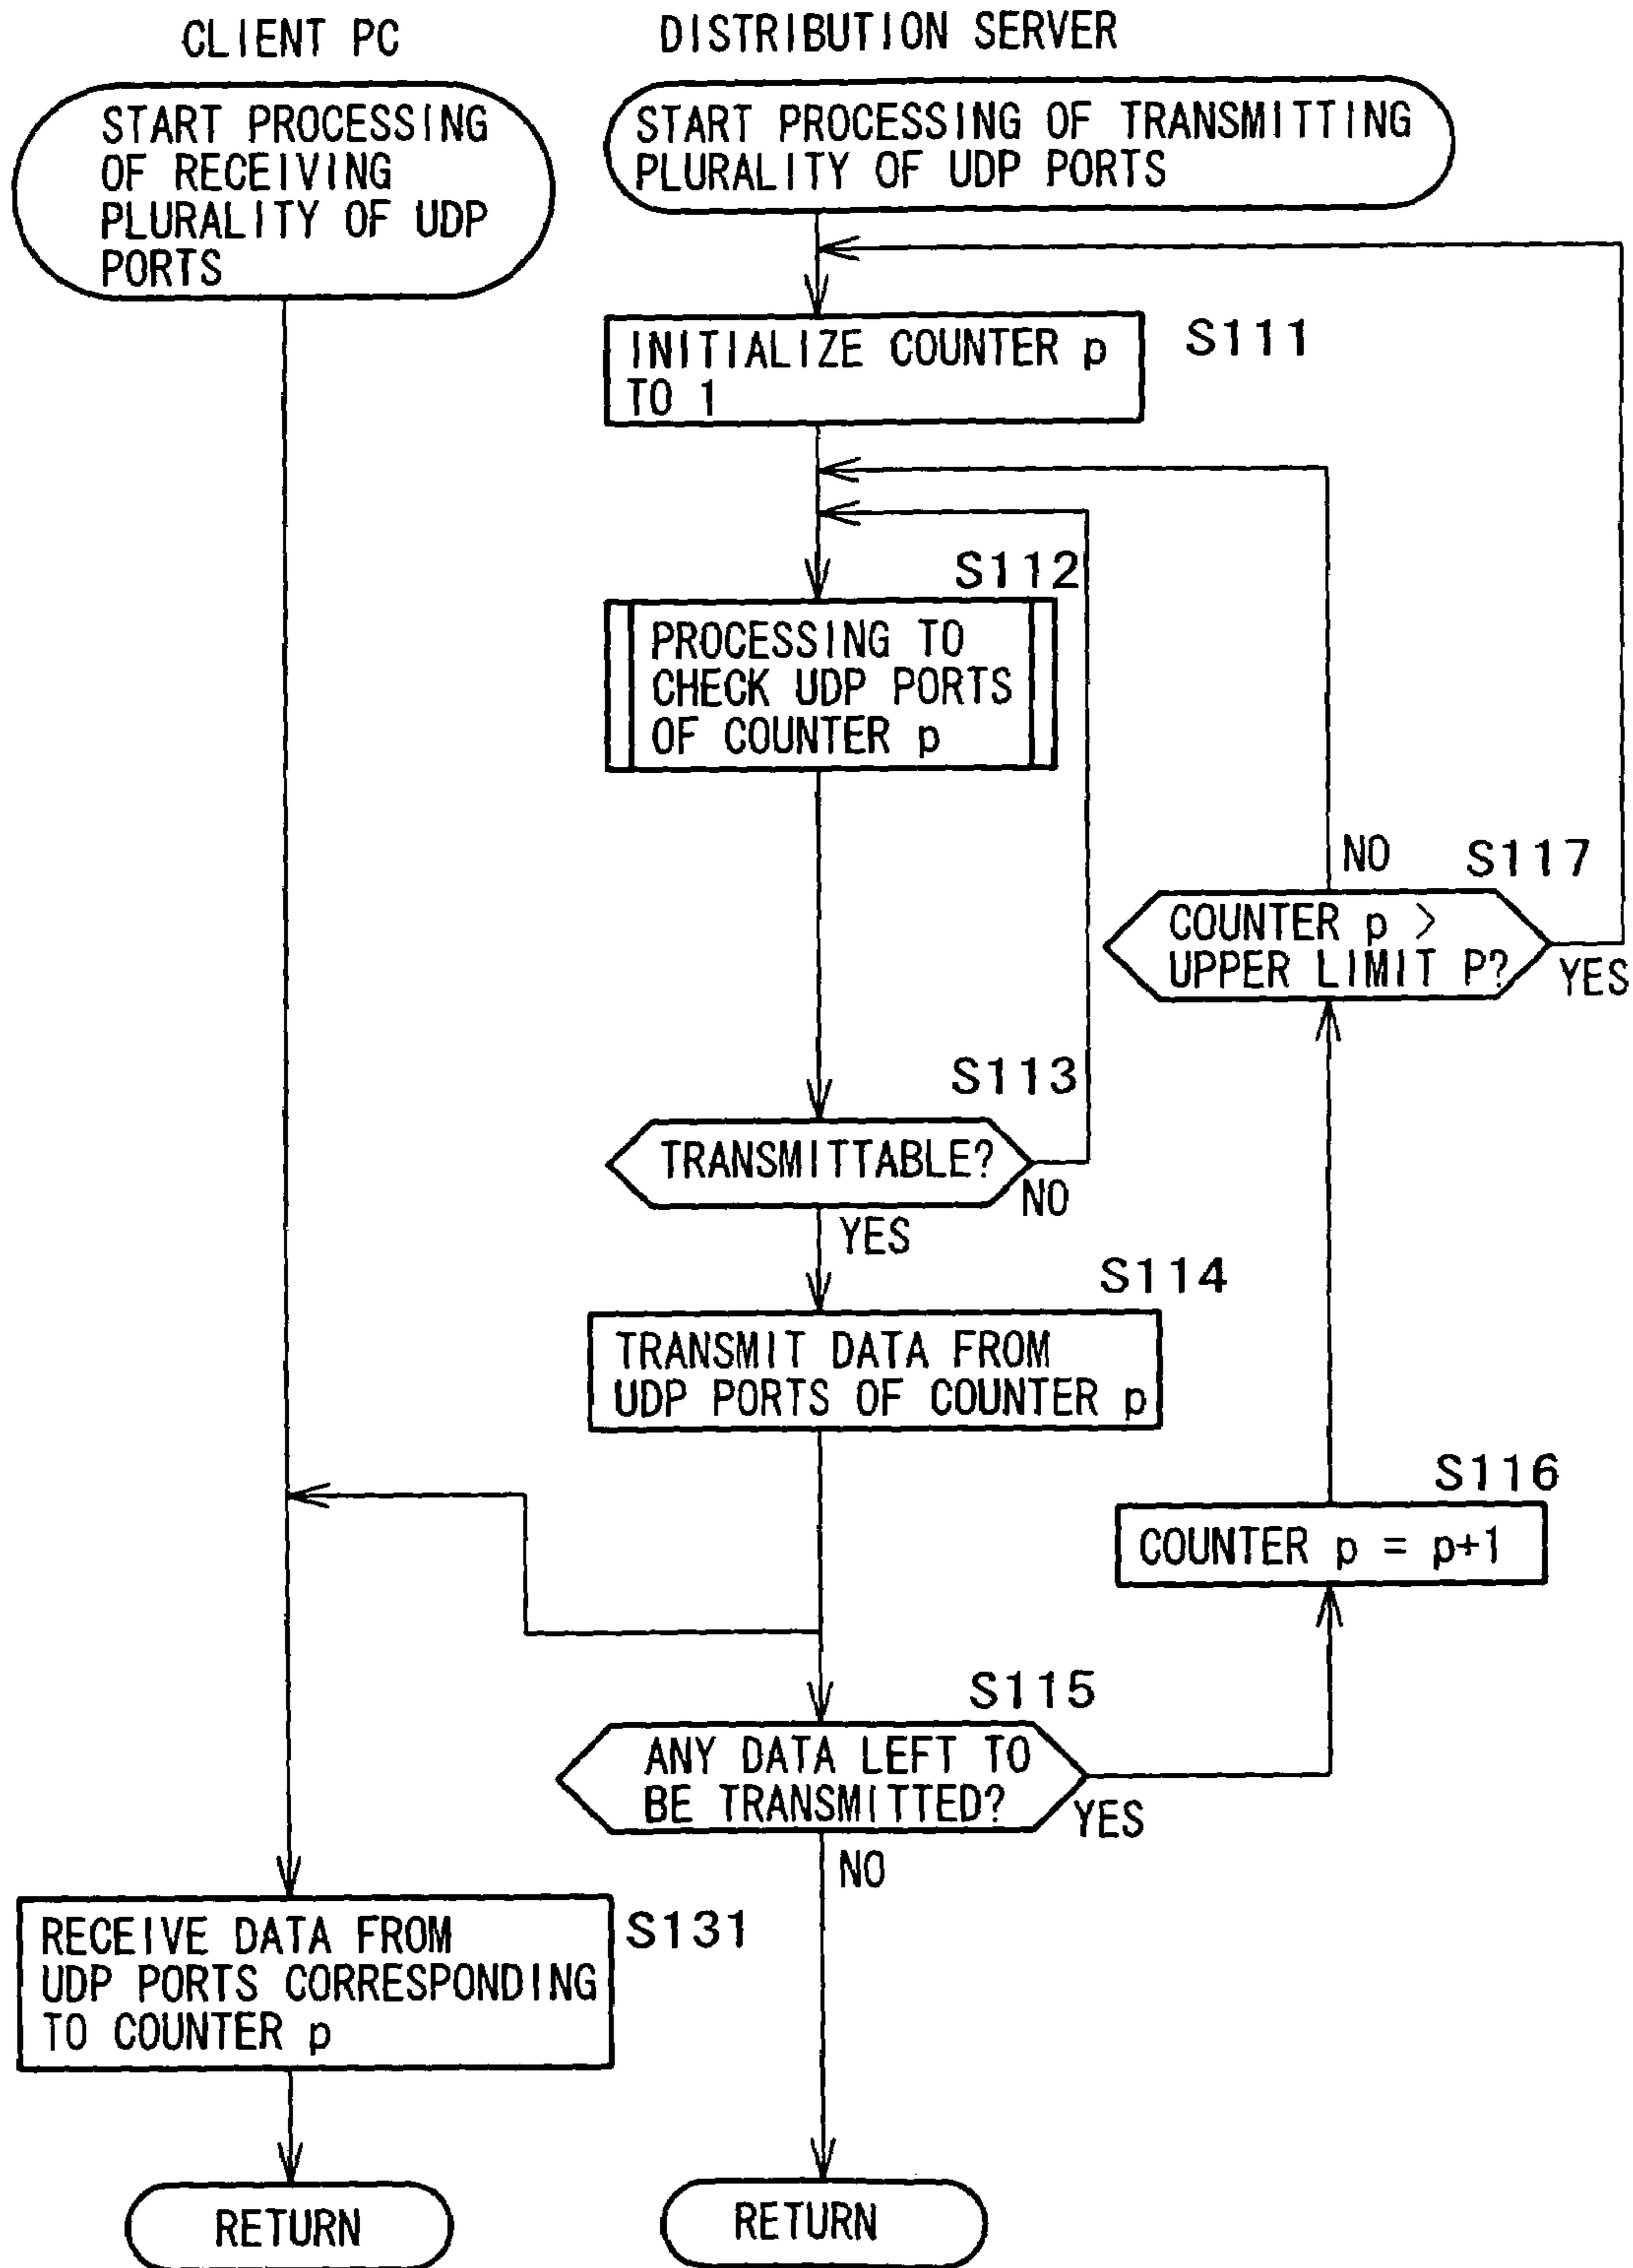 CLIENT PC
DISTRIBUTION SERVER
START PROCESSING
OF RECEIVING
PLURALITY OF UDP
PORTS
START PROCESSING OF TRANSMITTING
PLURALITY OF UDP PORTS
INITIALIZE COUNTER p
TO 1
S111
S112
PROCESSING TO
CHECK UDP PORTS
OF COUNTER p
NO
S117
COUNTER p >
UPPER LIMIT P?
YES
S113
TRANSMITTABLE?
NO
YES
S114
TRANSMIT DATA FROM
UDP PORTS OF COUNTER p
S116
COUNTER p = p+1
S115
ANY DATA LEFT TO
BE TRANSMITTED?
YES
NO
RECEIVE DATA FROM
UDP PORTS CORRESPONDING
TO COUNTER p
S131
RETURN
RETURN